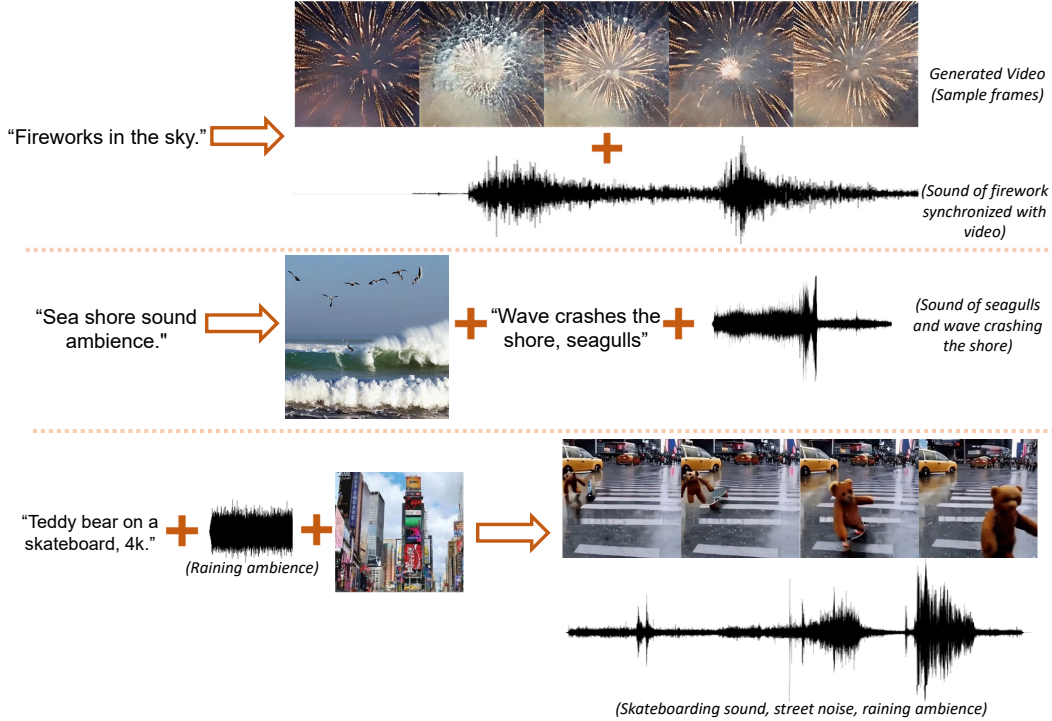 Generated Video
(Sample frames)
“Fireworks in the sky.”
(Sound of firework
synchronized with
video)
“Sea shore sound
ambience."
“Wave crashes the
shore, seagulls”
(Sound of seagulls
and wave crashing
the shore)
“Teddy bear on a
skateboard, 4k.”
(Raining ambience)
(Skateboarding sound, street noise, raining ambience)